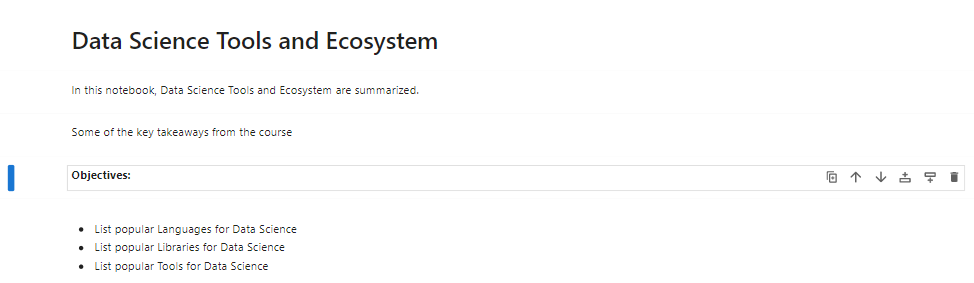 Data Science Tools and Ecosystem
In this notebook, Data Science Tools and Ecosystem are summarized.
Some of the key takeaways from the course
Objectives:
List popular Languages for Data Science
List popular Libraries for Data Science
List popular Tools for Data Science